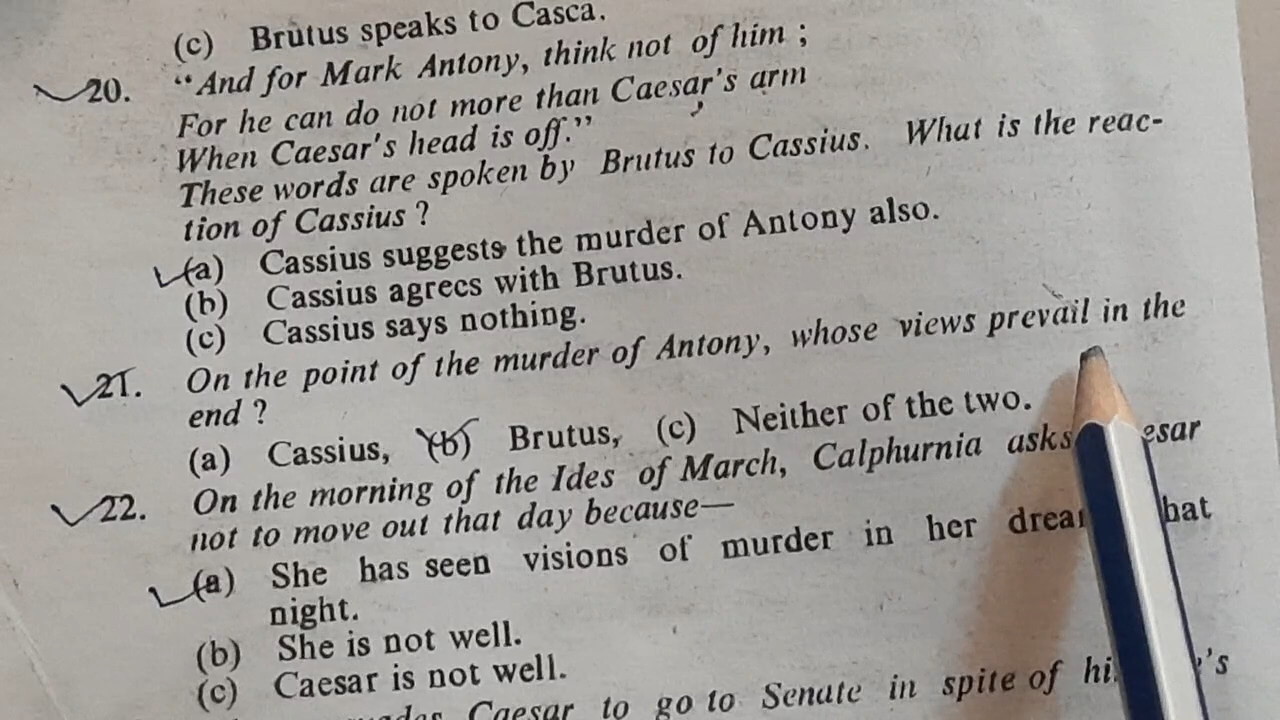 (c) Brutus speaks to Casca.
20. "And for Mark Antony, think not of him ;
For he can do not more than Caesar's arm
When Caesar's head is off."
These words are spoken by Brutus to Cassius. What is the reac-
tion of Cassius ?
(a) Cassius suggests the murder of Antony also.
(b) Cassius agrees with Brutus.
(c) Cassius says nothing.
21. On the point of the murder of Antony, whose views prevail in the
end ?
(a) Cassius, (b) Brutus, (c) Neither of the two.
22. On the morning of the Ides of March, Calphurnia asks
not to move out that day because—
(a) She has seen visions of murder in her
night.
(b) She is not well.
(c) Caesar is not well.
Caesar to go to Senate in spite of